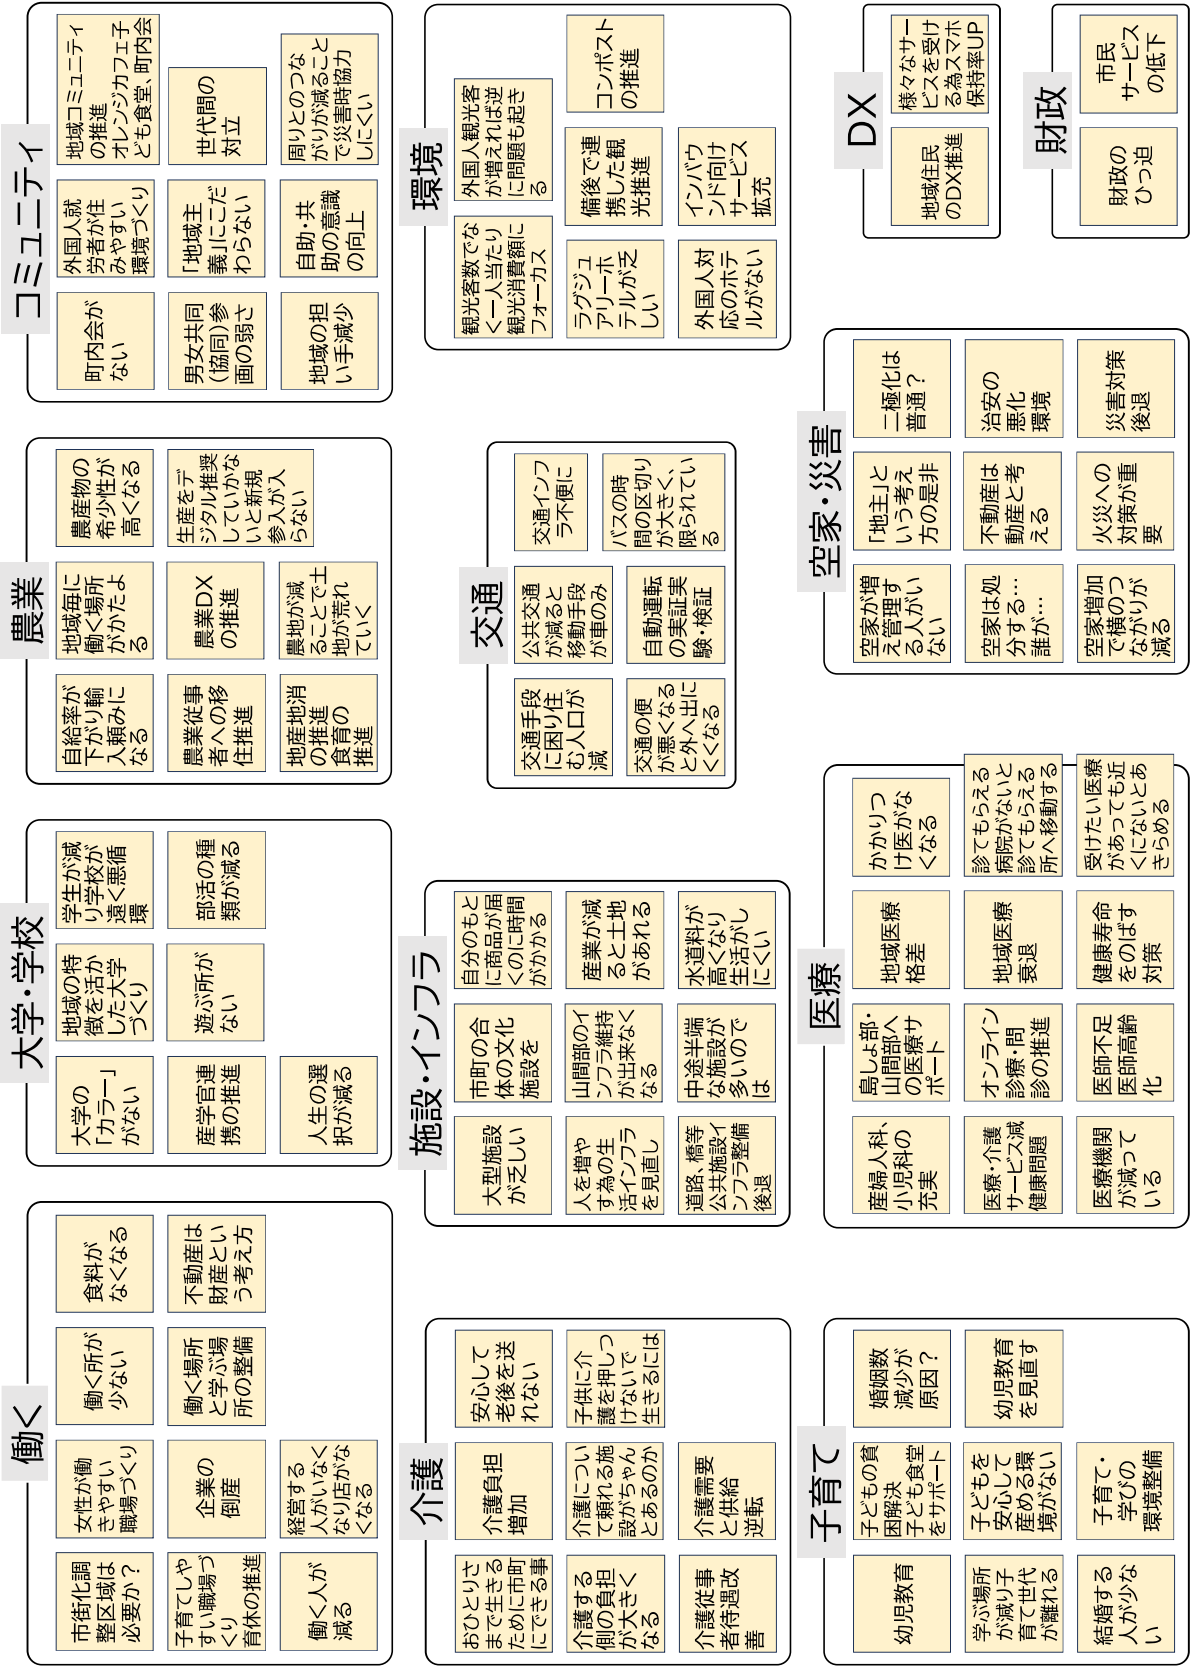 働く
市街化調
整区域は
必要か？
女性が働
きやすい
職場づくり
働く所が
少ない
食料が
なくなる
子育てしや
すい職場づ
くり
育休の推進
企業の
倒産
働く場所
と学ぶ場
所の整備
不動産は
財産とい
う考え方
働く人が
減る
経営する
人がいなく
なり店がな
くなる
大学・学校
大学の
「カラー」
がない
地域の特
徴を活か
した大学
づくり
学生が減
り学校が
遠く悪循
環
産学官連
携の推進
遊ぶ所が
ない
部活の種
類が減る
人生の選
択が減る
農業
自給率が
下がり輸
入頼みに
なる
地域毎に
働く場所
がかたよ
る
農産物の
希少性が
高くなる
農業従事
者への移
住推進
農業DX
の推進
生産をデ
ジタル推奨
していかな
いと新規
参入が入
らない
地産地消
の推進
食育の
推進
農地が減
ることで土
地が荒れ
ていく
コミュニティ
町内会が
ない
外国人就
労者が住
みやすい
環境づくり
地域コミュニティ
の推進
オレンジカフェ子
ども食堂、町内会
男女共同
（協同）参
画の弱さ
「地域主
義」にこだ
わらない
世代間の
対立
地域の担
い手減少
自助・共
助の意識
の向上
周りとのつな
がりが減ること
で災害時協力
しにくい
介護
おひとりさ
まで生きる
ために市町
にできる事
介護負担
増加
安心して
老後を送
れない
介護する
側の負担
が大きく
なる
介護につい
て頼れる施
設がちゃん
とあるのか
子供に介
護を押しつ
けないで
生きるには
介護従事
者待遇改
善
介護需要
と供給
逆転
施設・インフラ
大型施設
が乏しい
市町の合
体の文化
施設を
自分のもと
に商品が届
くのに時間
がかかる
人を増や
す為の生
活インフラ
を見直し
山間部のイ
ンフラ維持
が出来なく
なる
産業が減
ると土地
があれる
道路、橋等
公共施設イ
ンフラ整備
後退
中途半端
な施設が
多いので
は
水道料が
高くなり
生活がし
にくい
交通
交通手段
に困り住
む人口が
減
公共交通
が減ると
移動手段
が車のみ
交通インフ
ラ不便に
交通の便
が悪くなる
と外へ出に
くくなる
自動運転
の実証実
験・検証
バスの時
間の区切り
が大きく、
限られてい
る
環境
観光客数でな
く一人当たり
観光消費額に
フォーカス
外国人観光客
が増えれば逆
に問題も起き
る
ラグジュ
アリーホ
テルが乏
しい
備後で連
携した観
光推進
コンポスト
の推進
外国人対
応のホテ
ルがない
インバウ
ンド向け
サービス
拡充
子育て
幼児教育
子どもの貧
困解決
子ども食堂
をサポート
婚姻数
減少が
原因？
学ぶ場所
が減り子
育て世代
が離れる
子どもを
安心して
産める環
境がない
幼児教育
を見直す
結婚する
人が少な
い
子育て・
学びの
環境整備
医療
産婦人科、
小児科の
充実
島しょ部・
山間部へ
の医療サ
ポート
地域医療
格差
かかりつ
け医がな
くなる
医療・介護
サービス減
健康問題
オンライン
診療・問
診の推進
地域医療
衰退
診てもらえる
病院がないと
診てもらえる
所へ移動する
医療機関
が減って
いる
医師不足
医師高齢
化
健康寿命
をのばす
対策
受けたい医療
があっても近
くにないとあ
きらめる
空家・災害
空家が増
え管理す
る人がい
ない
「地主」と
いう考え
方の是非
二極化は
普通？
空家は処
分する…
誰が…
不動産は
動産と考
える
治安の
悪化
環境
空家増加
で横のつ
ながりが
減る
火災への
対策が重
要
災害対策
後退
DX
地域住民
のDX推進
様々なサー
ビスを受け
る為スマホ
保持率UP
財政
財政の
ひっ迫
市民
サービス
の低下